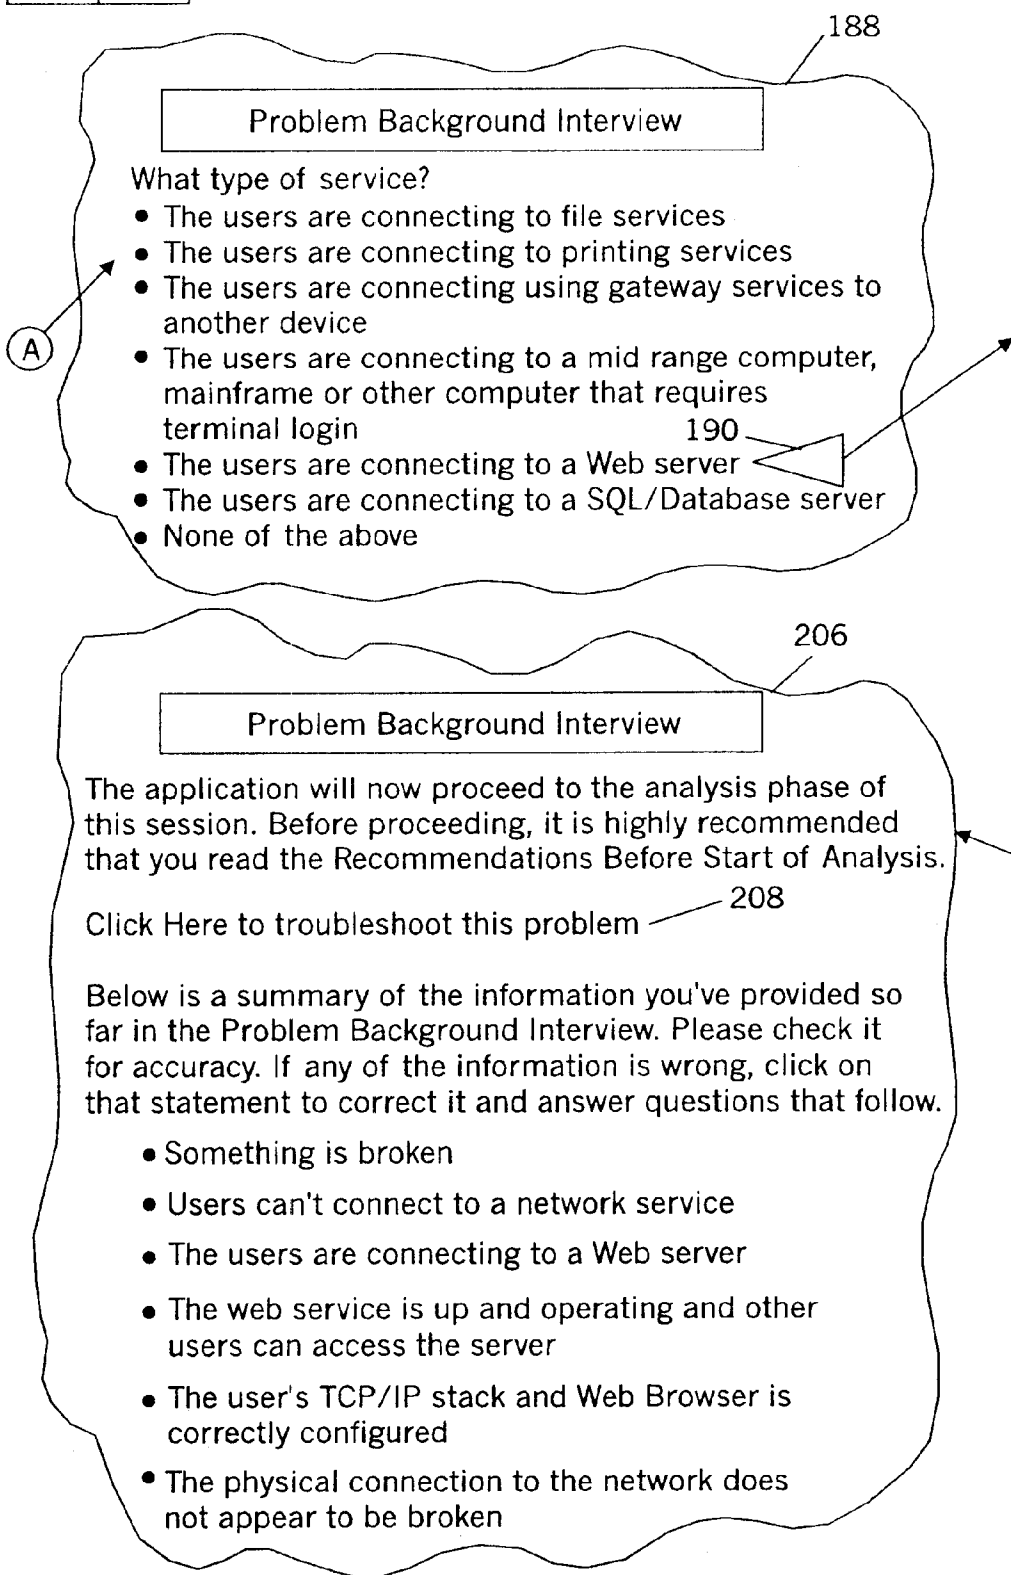 188
Problem Background Interview
What type of service?
• The users are connecting to file services
• The users are connecting to printing services
• The users are connecting using gateway services to
another device
A
• The users are connecting to a mid range computer,
mainframe or other computer that requires
terminal login
190
• The users are connecting to a Web server
• The users are connecting to a SQL/Database server
• None of the above
206
Problem Background Interview
The application will now proceed to the analysis phase of
this session. Before proceeding, it is highly recommended
that you read the Recommendations Before Start of Analysis.
208
Click Here to troubleshoot this problem
Below is a summary of the information you've provided so
far in the Problem Background Interview. Please check it
for accuracy. If any of the information is wrong, click on
that statement to correct it and answer questions that follow.
• Something is broken
• Users can't connect to a network service
• The users are connecting to a Web server
• The web service is up and operating and other
users can access the server
• The user's TCP/IP stack and Web Browser is
correctly configured
• The physical connection to the network does
not appear to be broken